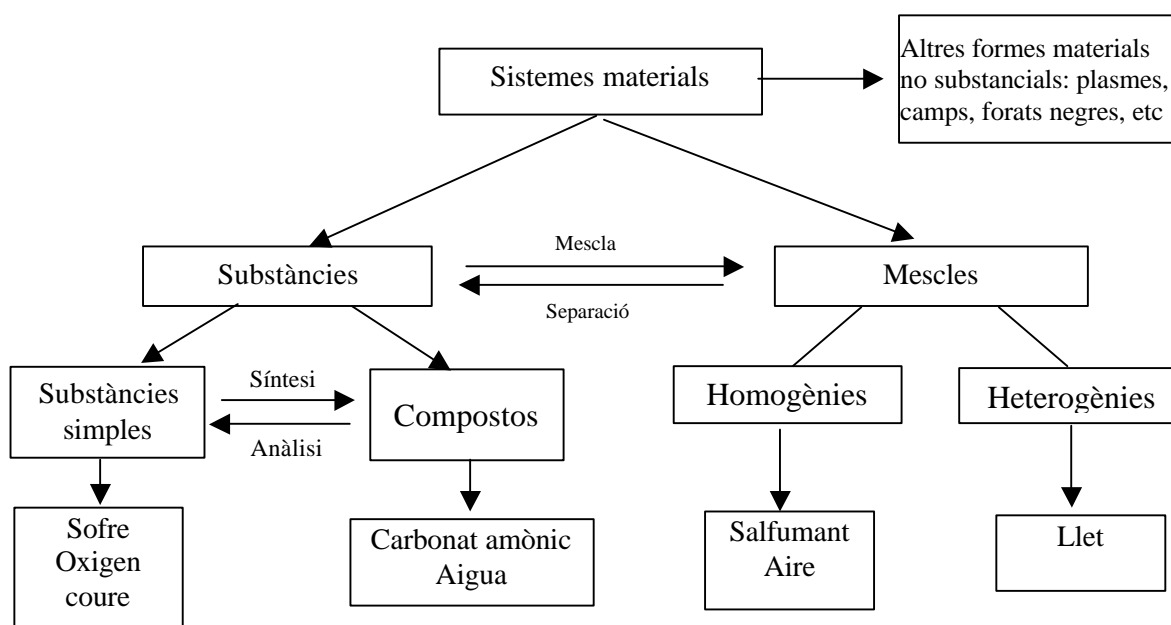 Altres formes materials
no substancials: plasmes,
camps, forats negres, etc
Sistemes materials
Substàncies
Mescla
Separació
Mescles
Substàncies
simples
Síntesi
Anàlisi
Compostos
Homogènies
Heterogènies
Sofre
Oxigen
coure
Carbonat amònic
Aigua
Salfumant
Aire
Llet